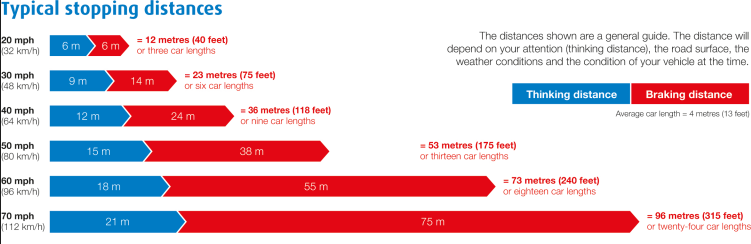 Typical stopping distances
The distances shown are a general guide. The distance will
depend on your attention (thinking distance), the road surface, the
weather conditions and the condition of your vehicle at the time.
Thinking distance Braking distance
Average car length = 4 metres (13 feet)
20 mph
(32 km/h)
6 m 6 m
= 12 metres (40 feet)
or three car lengths
30 mph
(48 km/h)
9 m 14 m
= 23 metres (75 feet)
or six car lengths
40 mph
(64 km/h)
12 m 24 m
= 36 metres (118 feet)
or nine car lengths
50 mph
(80 km/h)
15 m 38 m
= 53 metres (175 feet)
or thirteen car lengths
60 mph
(96 km/h)
18 m 55 m
= 73 metres (240 feet)
or eighteen car lengths
70 mph
(112 km/h)
21 m 75 m
= 96 metres (315 feet)
or twenty-four car lengths